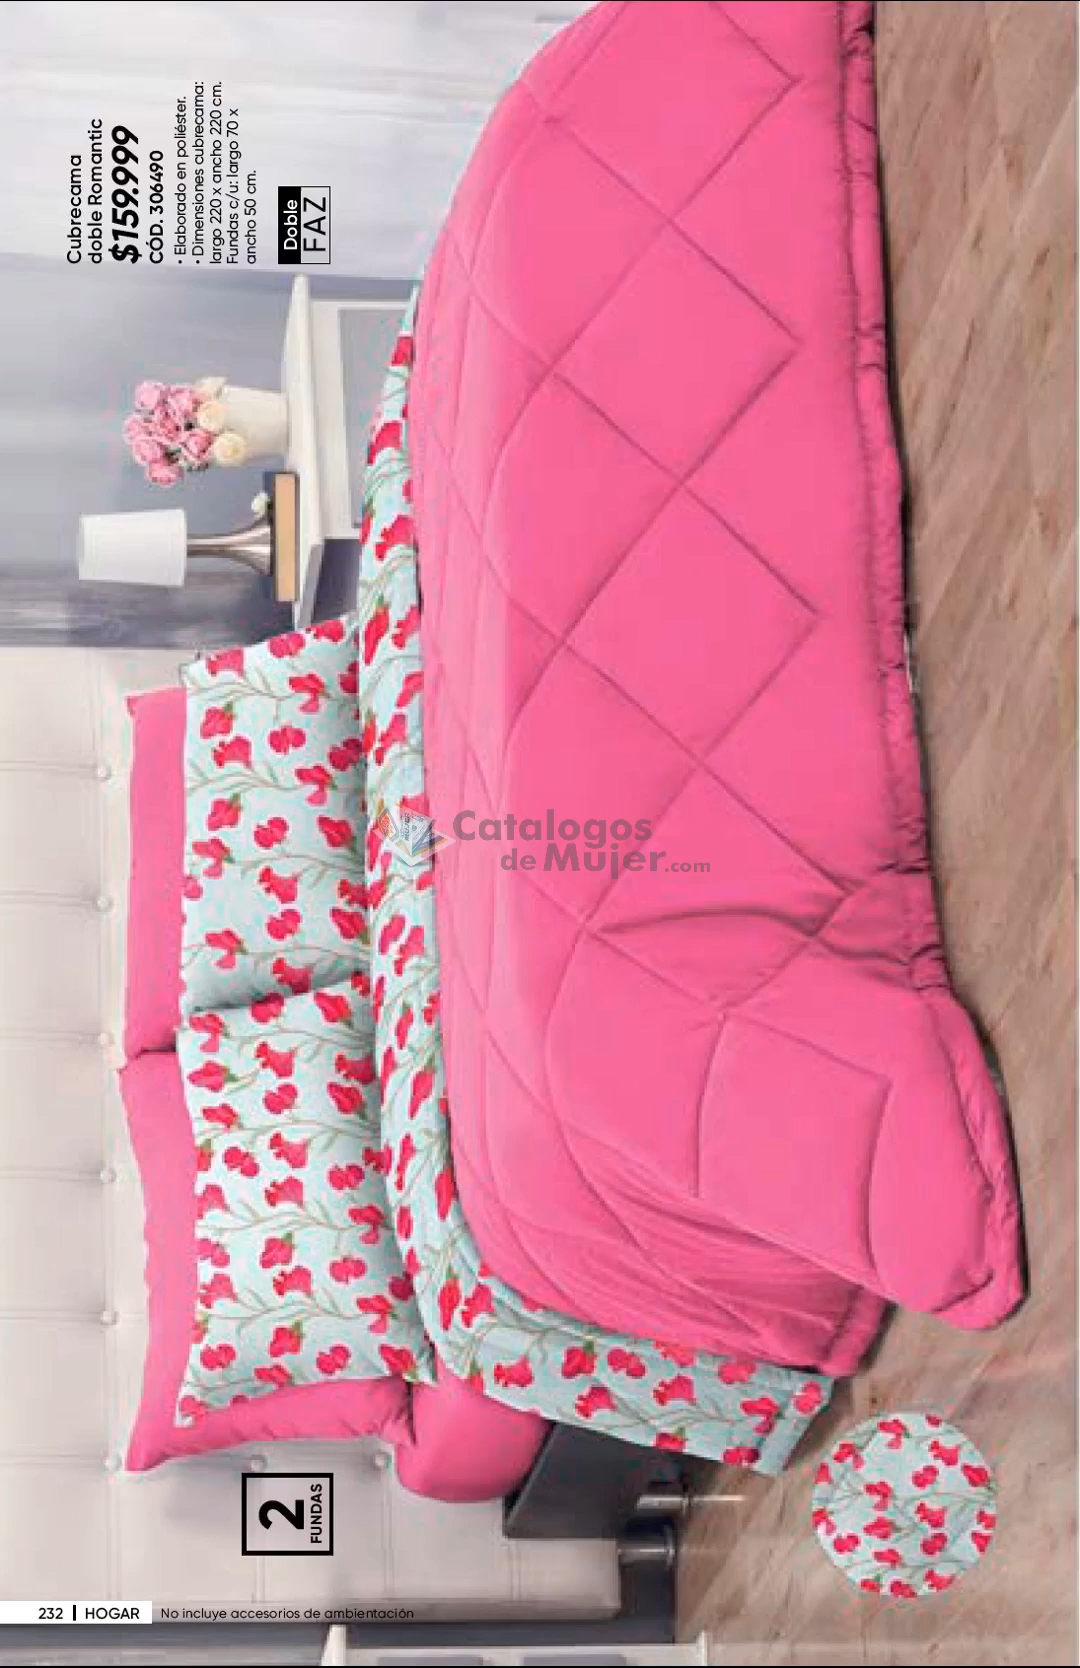 Cubrecama
doble Romantic
$159.999
CÓD. 306490
• Elaborado en poliéster.
• Dimensiones cubrecama:
largo 220 x ancho 220 cm.
Fundas c/u: largo 70 x
ancho 50 cm.
Doble
FAZ
Catalogos
de Mujer.com
2
FUNDAS
232 | HOGAR No incluye accesorios de ambientación